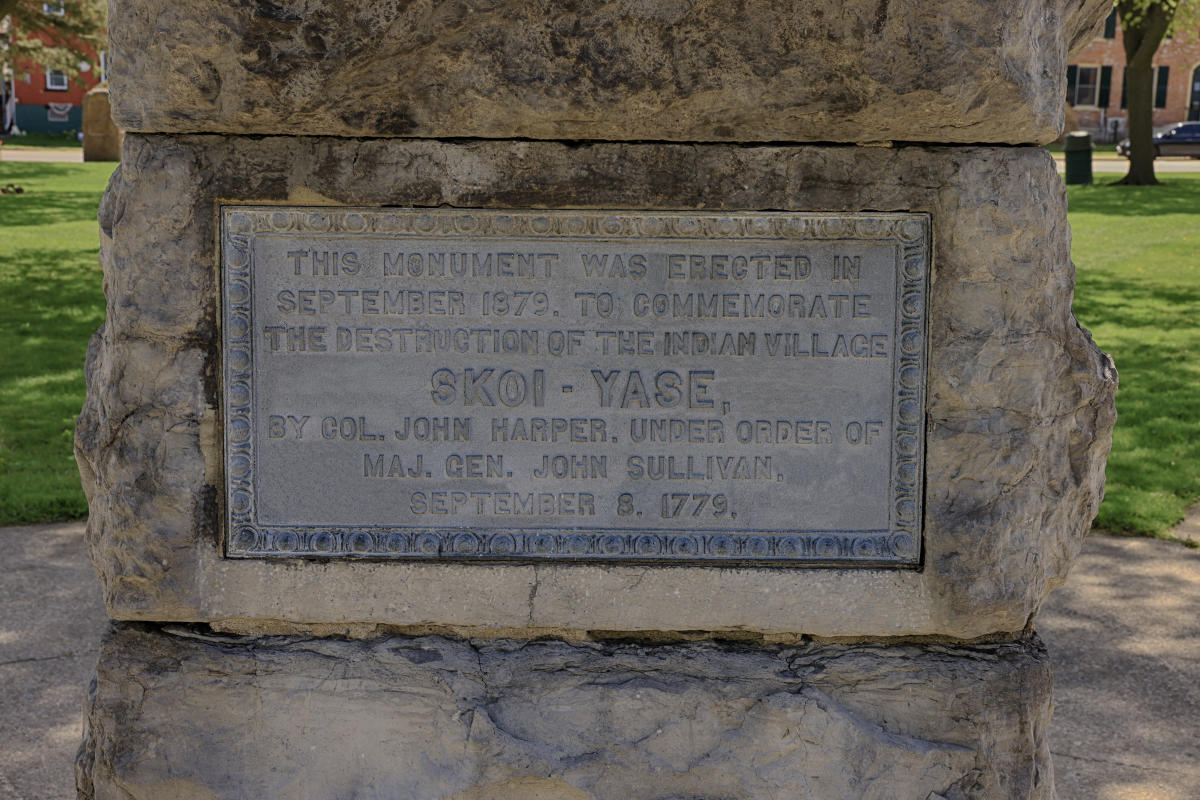 THIS MONUMENT WAS ERECTED IN
SEPTEMBER 1879. TO COMMEMORATE
THE DESTRUCTION OF THE INDIAN VILLAGE
SKOI - YASE,
BY COL. JOHN HARPER. UNDER ORDER OF
MAJ. GEN. JOHN SULLIVAN,
SEPTEMBER 8. 1779.